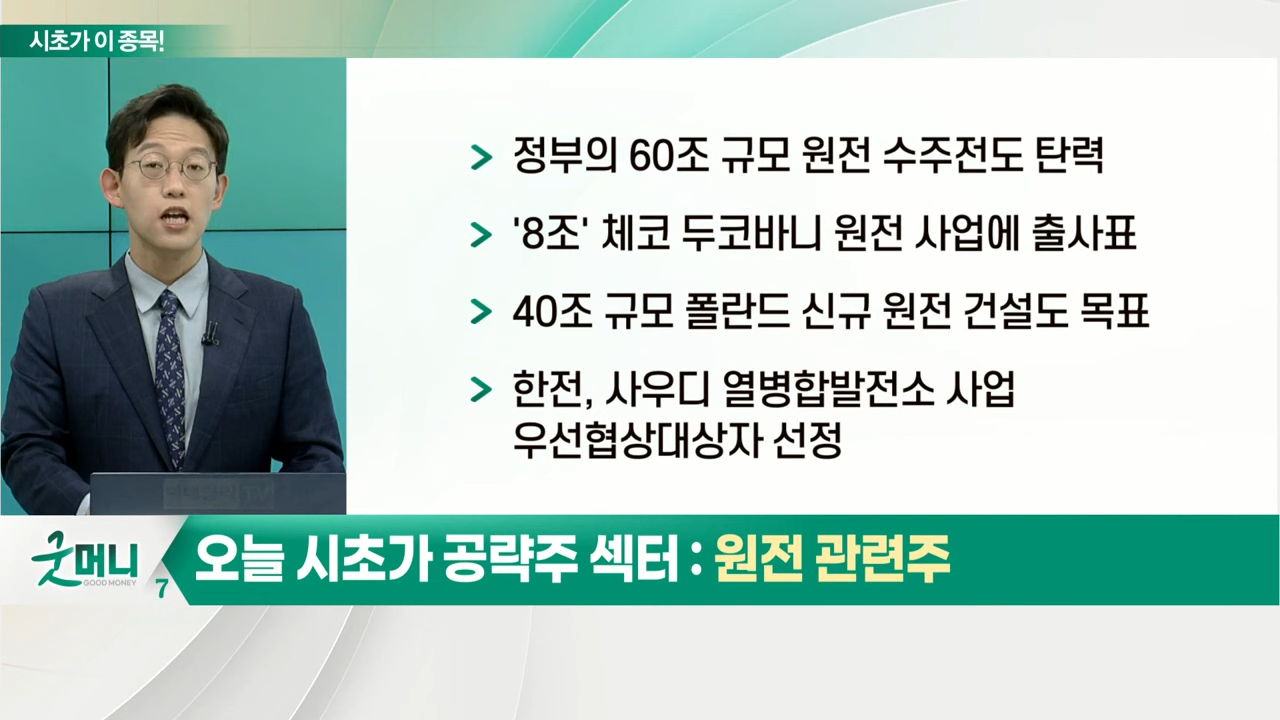 시초가 이 종목!
> 정부의 60조 규모 원전 수주전도 탄력
> '8조' 체코 두코바니 원전 사업에 출사표
> 40조 규모 폴란드 신규 원전 건설도 목표
> 한전, 사우디 열병합발전소 사업
우선협상대상자 선정
굿머니
GOOD MONEY
7
오늘 시초가 공략주 섹터 : 원전 관련주